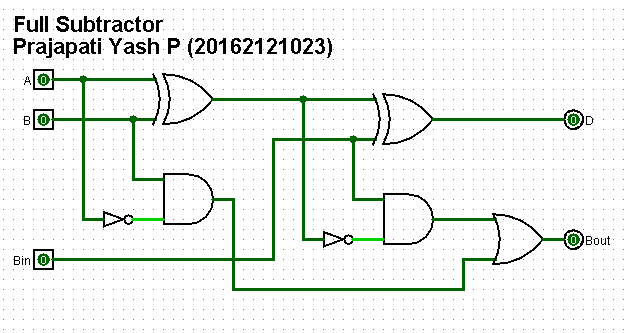 Full Subtractor
Prajapati Yash P (20162121023)
A 0
B 0
0 D
Bin 0
0 Bout